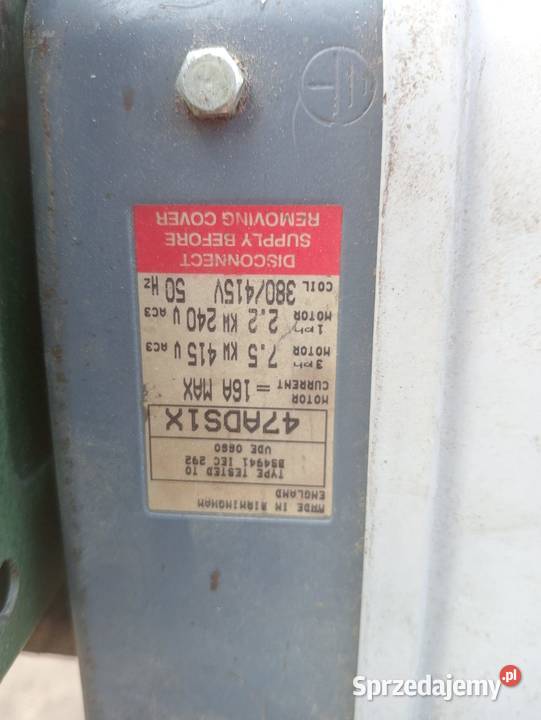 MADE IN BIRMINGHAM
ENGLAND
TYPE TESTED TO
BS4941 IEC 292
VDE 0660
47ADS1X
MOTOR CURRENT = 16A MAX
3ph MOTOR 7.5 KW 415 V AC3
1ph MOTOR 2.2 KW 240 V AC3
COIL 380/415V 50 Hz
DISCONNECT
SUPPLY BEFORE
REMOVING COVER
Sprzedajemy.pl